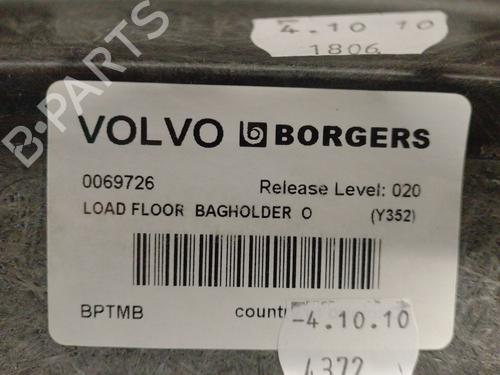 4.10.10
1806
B-PARTS
VOLVO BORGERS
0069726 Release Level: 020
LOAD FLOOR BAGHOLDER O (Y352)
BPTMB
-4.10.10
4372